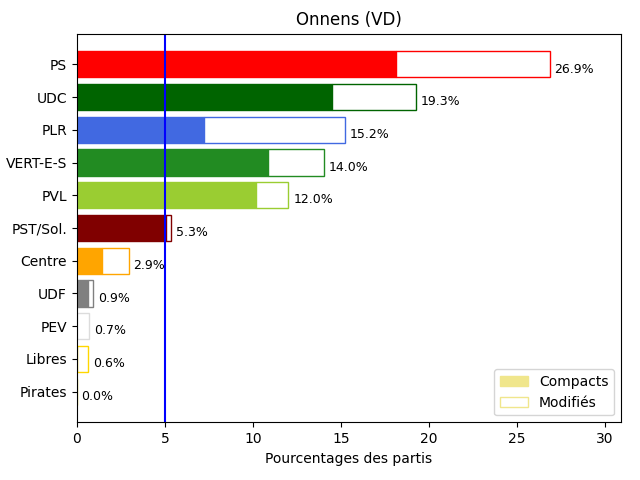 Onnens (VD)
PS 26.9%
UDC 19.3%
PLR 15.2%
VERT-E-S 14.0%
PVL 12.0%
PST/Sol. 5.3%
Centre 2.9%
UDF 0.9%
PEV 0.7%
Libres 0.6%
Pirates 0.0%
Compacts
Modifiés
0 5 10 15 20 25 30
Pourcentages des partis